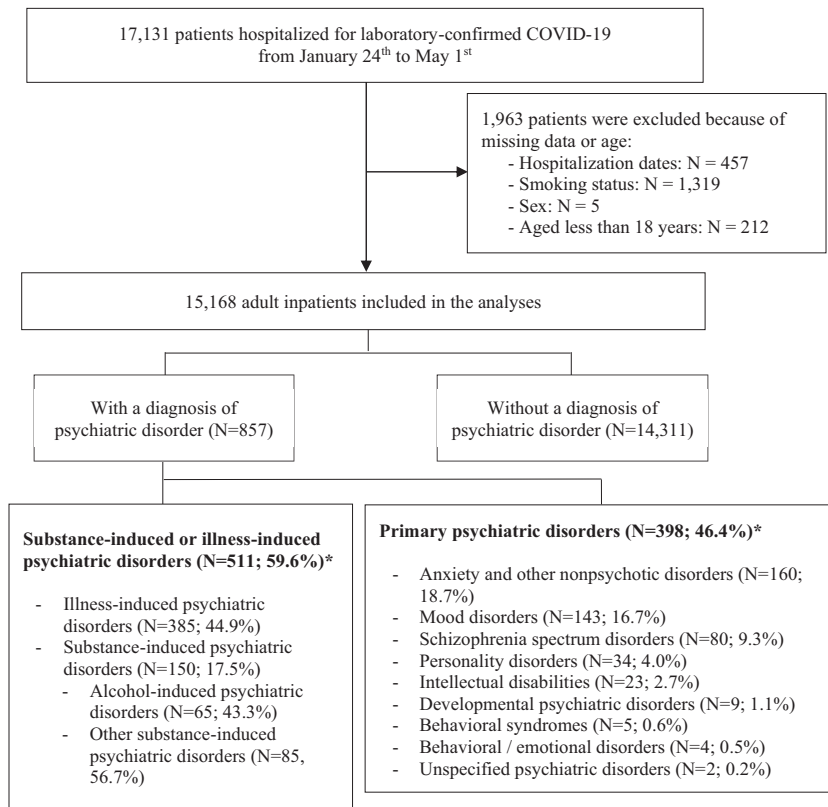 17,131 patients hospitalized for laboratory-confirmed COVID-19
from January 24th to May 1st
1,963 patients were excluded because of
missing data or age:
- Hospitalization dates: N = 457
- Smoking status: N = 1,319
- Sex: N = 5
- Aged less than 18 years: N = 212
15,168 adult inpatients included in the analyses
With a diagnosis of
psychiatric disorder (N=857)
Without a diagnosis of
psychiatric disorder (N=14,311)
Substance-induced or illness-induced
psychiatric disorders (N=511; 59.6%)*
- Illness-induced psychiatric
disorders (N=385; 44.9%)
- Substance-induced psychiatric
disorders (N=150; 17.5%)
- Alcohol-induced psychiatric
disorders (N=65; 43.3%)
- Other substance-induced
psychiatric disorders (N=85,
56.7%)
Primary psychiatric disorders (N=398; 46.4%)*
- Anxiety and other nonpsychotic disorders (N=160;
18.7%)
- Mood disorders (N=143; 16.7%)
- Schizophrenia spectrum disorders (N=80; 9.3%)
- Personality disorders (N=34; 4.0%)
- Intellectual disabilities (N=23; 2.7%)
- Developmental psychiatric disorders (N=9; 1.1%)
- Behavioral syndromes (N=5; 0.6%)
- Behavioral / emotional disorders (N=4; 0.5%)
- Unspecified psychiatric disorders (N=2; 0.2%)